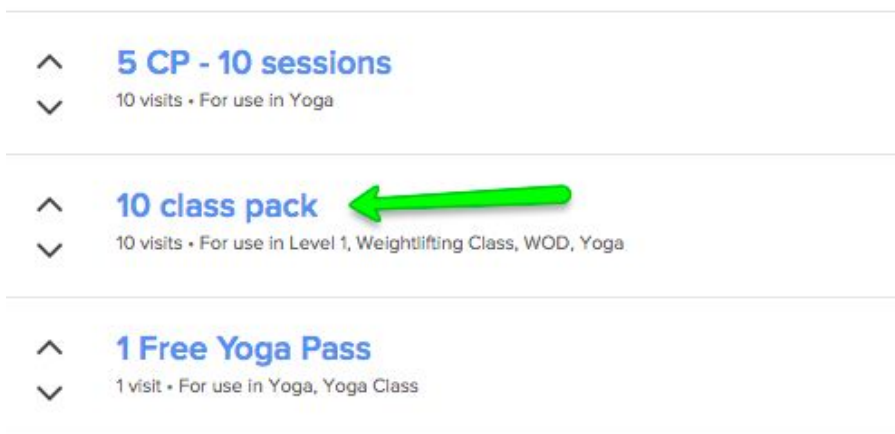 5 CP - 10 sessions
10 visits • For use in Yoga
10 class pack
10 visits • For use in Level 1, Weightlifting Class, WOD, Yoga
1 Free Yoga Pass
1 visit • For use in Yoga, Yoga Class